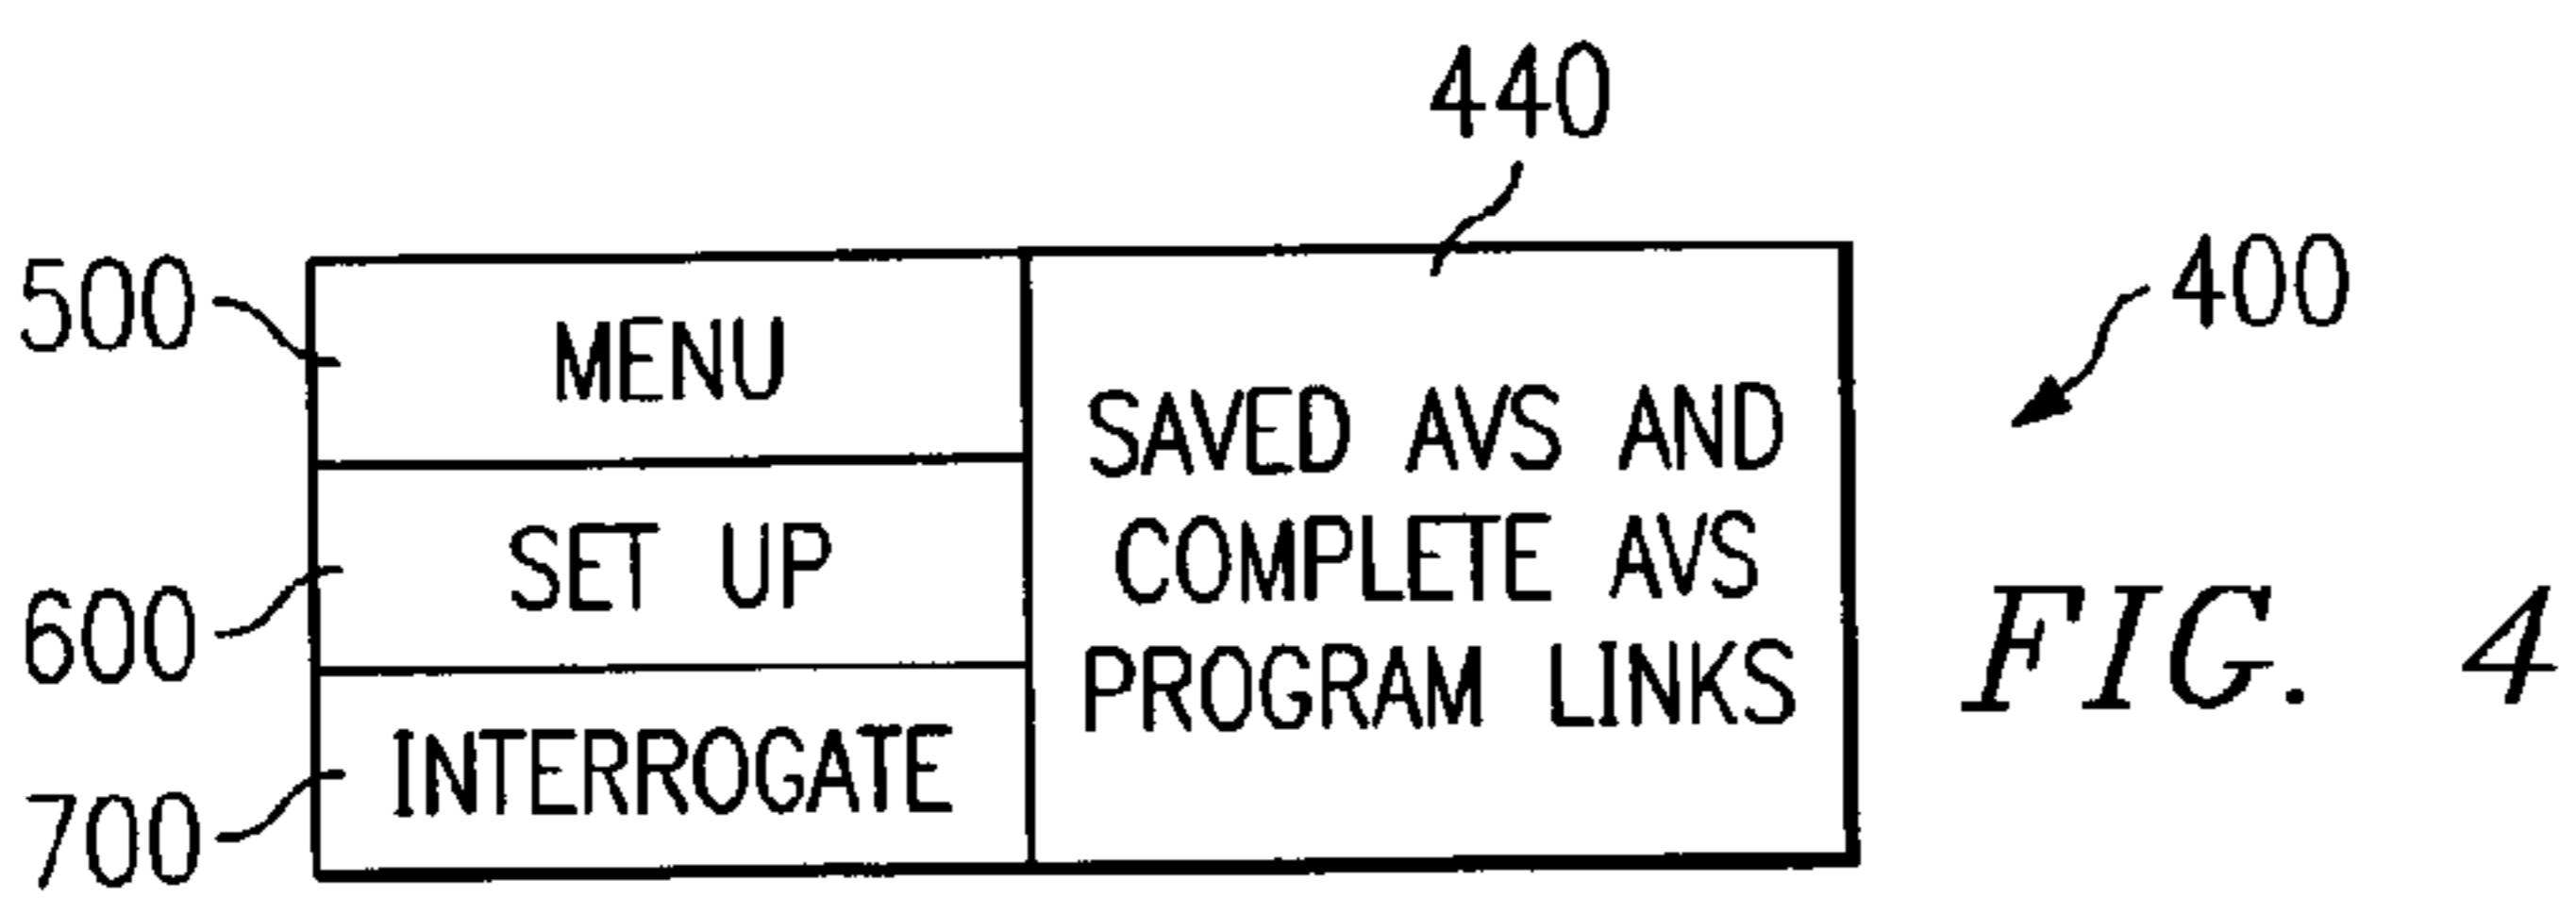 440
400
500
MENU
SAVED AVS AND
COMPLETE AVS
PROGRAM LINKS
600
SET UP
700
INTERROGATE
FIG. 4